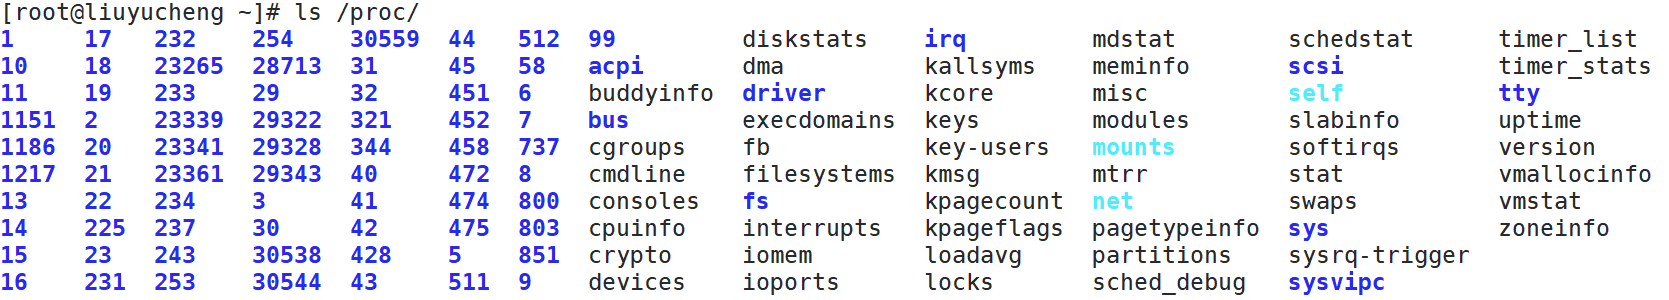 [root@liuyucheng ~]# ls /proc/
1     17   232    254    30559  44   512  99         diskstats    irq         mdstat        schedstat      timer_list
10    18   23265  28713  31     45   58   acpi       dma          kallsyms    meminfo       scsi           timer_stats
11    19   233    29     32     451  6    buddyinfo  driver       kcore       misc          self           tty
1151  2    23339  29322  321    452  7    bus        execdomains  keys        modules       slabinfo       uptime
1186  20   23341  29328  344    458  737  cgroups    fb           key-users   mounts        softirqs       version
1217  21   23361  29343  40     472  8    cmdline    filesystems  kmsg        mtrr          stat           vmallocinfo
13    22   234    3      41     474  800  consoles   fs           kpagecount  net           swaps          vmstat
14    225  237    30     42     475  803  cpuinfo    interrupts   kpageflags  pagetypeinfo  sys            zoneinfo
15    23   243    30538  428    5    851  crypto     iomem        loadavg     partitions    sysrq-trigger
16    231  253    30544  43     511  9    devices    ioports      locks       sched_debug   sysvipc